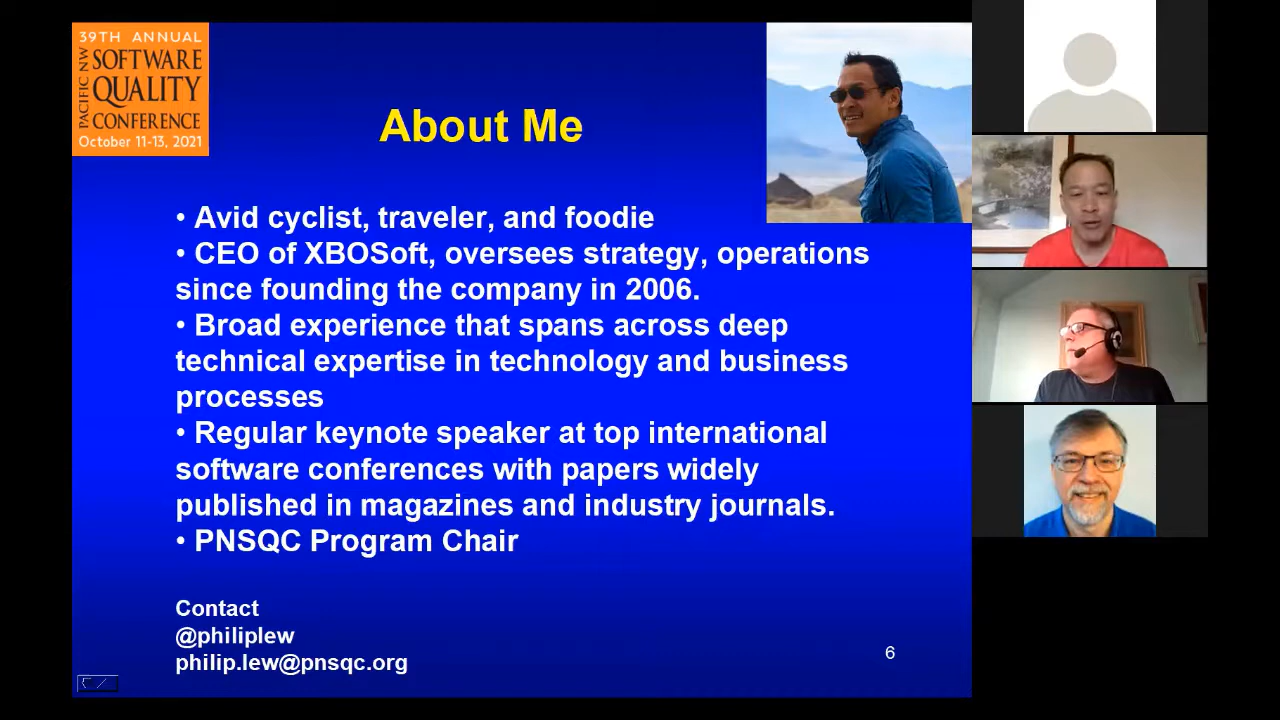 39TH ANNUAL
PACIFIC NW
SOFTWARE
QUALITY
CONFERENCE
October 11-13, 2021
About Me
• Avid cyclist, traveler, and foodie
• CEO of XBOSoft, oversees strategy, operations
since founding the company in 2006.
• Broad experience that spans across deep
technical expertise in technology and business
processes
• Regular keynote speaker at top international
software conferences with papers widely
published in magazines and industry journals.
• PNSQC Program Chair
Contact
@philiplew
philip.lew@pnsqc.org
6